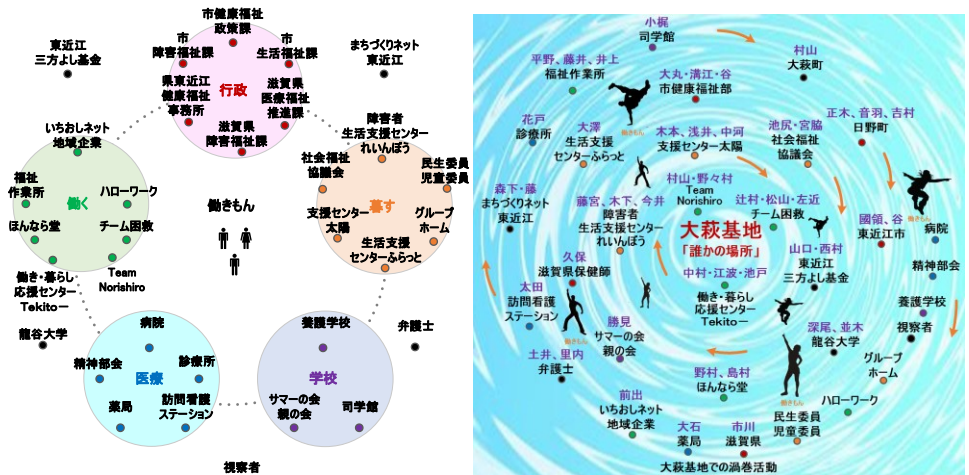 東近江
三方よし基金
市健康福祉
政策課
市
障害福祉課
市
生活福祉課
行政
県東近江
健康福祉
事務所
滋賀県
医療福祉
推進課
滋賀県
障害福祉課
まちづくりネット
東近江
いちおしネット
地域企業
福祉
作業所
働く
ハローワーク
ほんなら堂
チーム困救
働き・暮らし
応援センター
Tekitoー
Team
Norishiro
働きもん
障害者
生活支援センター
れいんぼう
社会福祉
協議会
民生委員
児童委員
暮す
支援センター
太陽
グループ
ホーム
生活支援
センターふらっと
龍谷大学
病院
精神部会
診療所
医療
薬局
訪問看護
ステーション
養護学校
学校
サマーの会
親の会
司学館
弁護士
視察者
小梶
司学館
村山
大萩町
平野、藤井、井上
福祉作業所
大丸・溝江・谷
市健康福祉部
働きもん
正木、音羽、吉村
日野町
花戸
診療所
大澤
生活支援
センターふらっと
木本、浅井、中河
支援センター太陽
池尻・宮脇
社会福祉
協議会
働きもん
森下・藤
まちづくりネット
東近江
村山・野々村
Team
Norishiro
藤宮、木下、今井
障害者
生活支援センター
れいんぼう
大萩基地
「誰かの場所」
辻村・松山・左近
チーム困救
國領、谷
東近江市
働きもん
病院
久保
滋賀県保健師
中村・江波・池戸
働き・暮らし
応援センター
Tekitoー
山口・西村
東近江
三方よし基金
精神部会
太田
訪問看護
ステーション
養護学校
視察者
働きもん
勝見
サマーの会
親の会
深尾、並木
龍谷大学
グループ
ホーム
土井、里内
弁護士
野村、島村
ほんなら堂
働きもん
ハローワーク
前出
いちおしネット
地域企業
大石
薬局
市川
滋賀県
民生委員
児童委員
大萩基地での渦巻活動